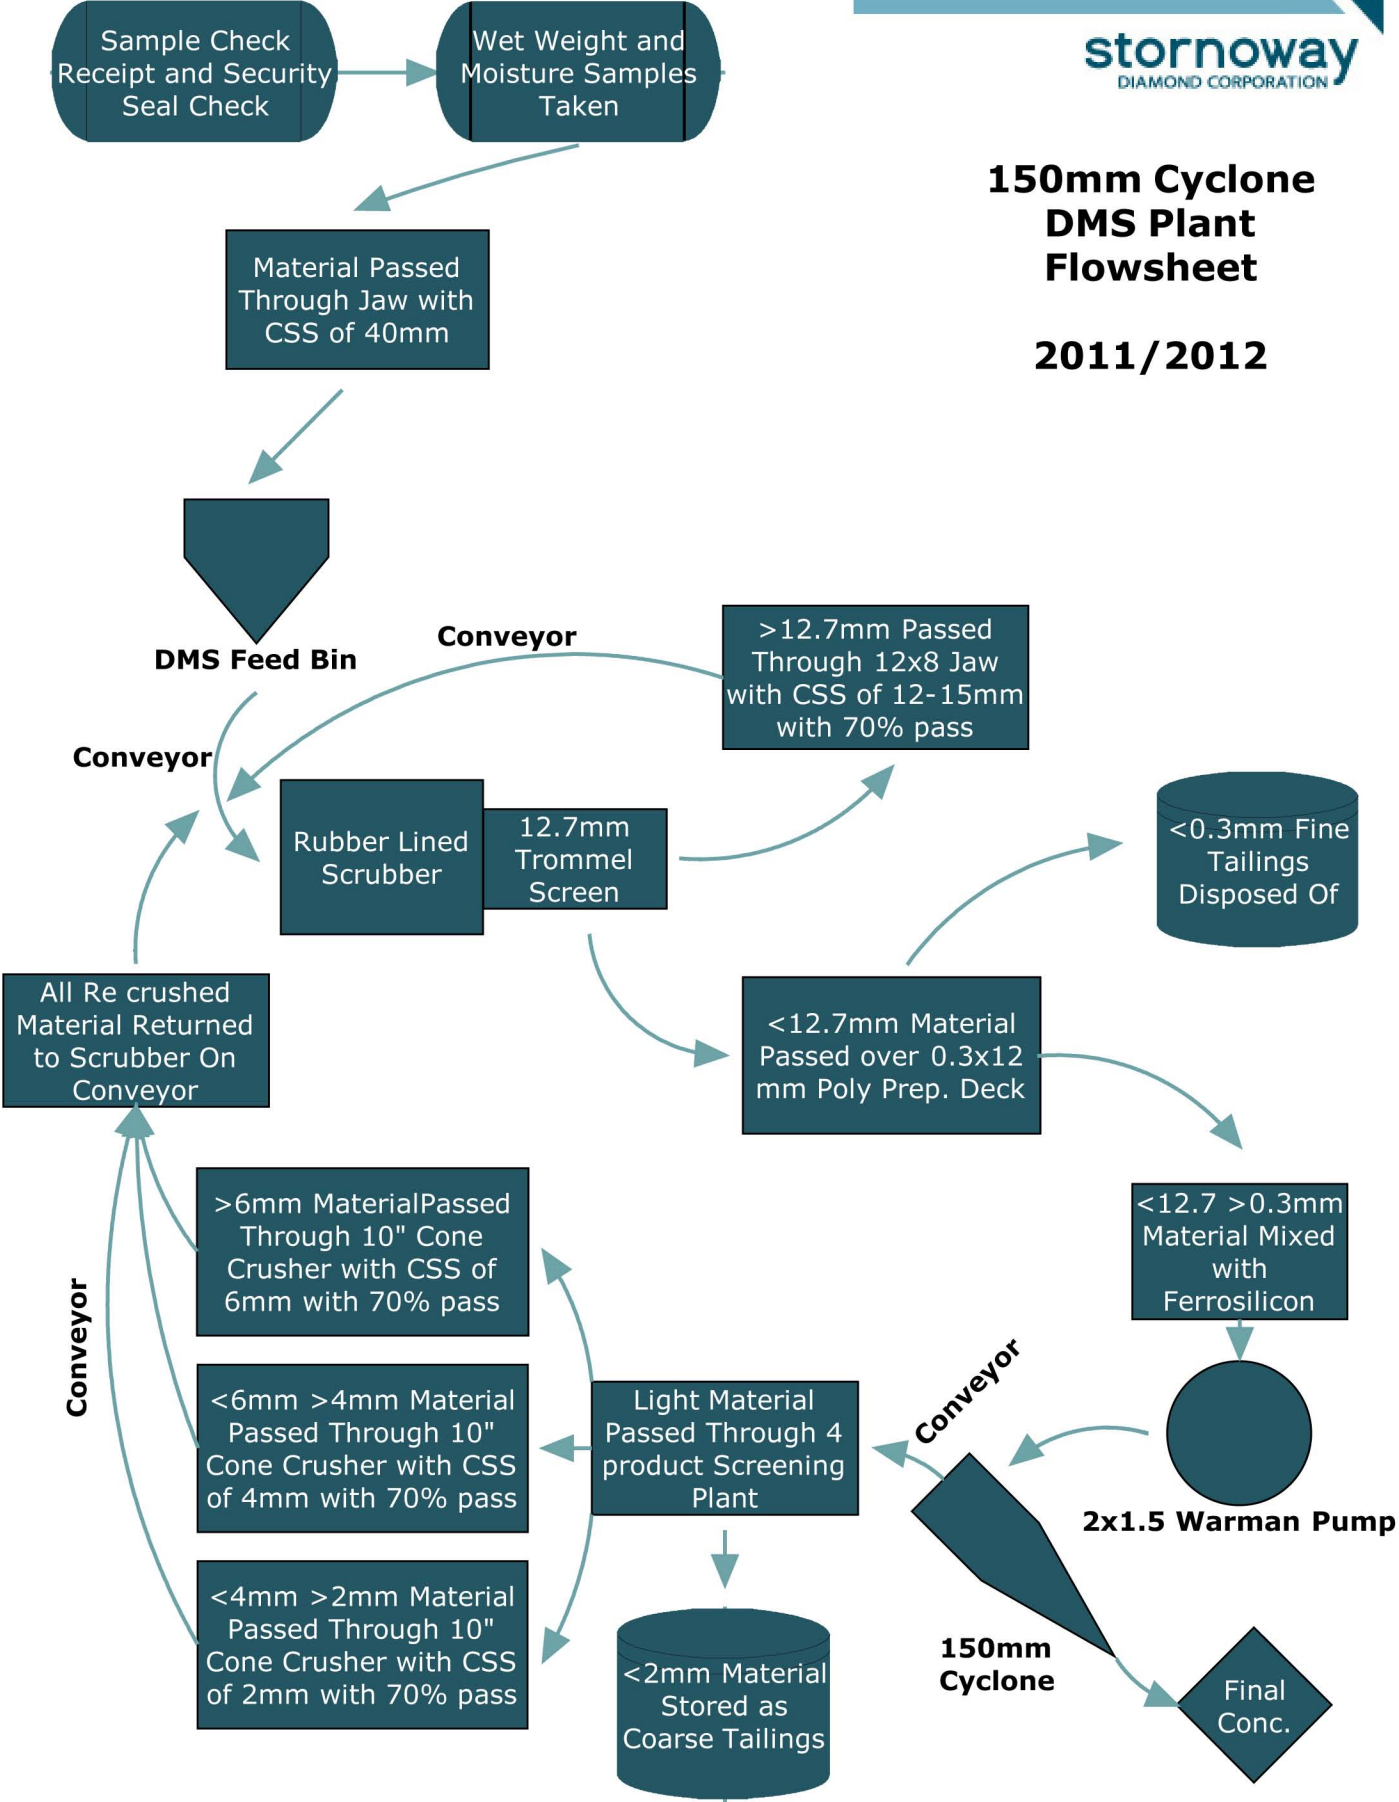 Sample Check
Receipt and Security
Seal Check
Wet Weight and
Moisture Samples
Taken
stornoway
DIAMOND CORPORATION
150mm Cyclone
DMS Plant
Flowsheet
2011/2012
Material Passed
Through Jaw with
CSS of 40mm
DMS Feed Bin
Conveyor
>12.7mm Passed
Through 12x8 Jaw
with CSS of 12-15mm
with 70% pass
Conveyor
Rubber Lined
Scrubber
12.7mm
Trommel
Screen
<0.3mm Fine
Tailings
Disposed Of
All Re crushed
Material Returned
to Scrubber On
Conveyor
<12.7mm Material
Passed over 0.3x12
mm Poly Prep. Deck
>6mm MaterialPassed
Through 10" Cone
Crusher with CSS of
6mm with 70% pass
<12.7 >0.3mm
Material Mixed
with
Ferrosilicon
Conveyor
<6mm >4mm Material
Passed Through 10"
Cone Crusher with CSS
of 4mm with 70% pass
Light Material
Passed Through 4
product Screening
Plant
Conveyor
2x1.5 Warman Pump
<4mm >2mm Material
Passed Through 10"
Cone Crusher with CSS
of 2mm with 70% pass
<2mm Material
Stored as
Coarse Tailings
150mm
Cyclone
Final
Conc.